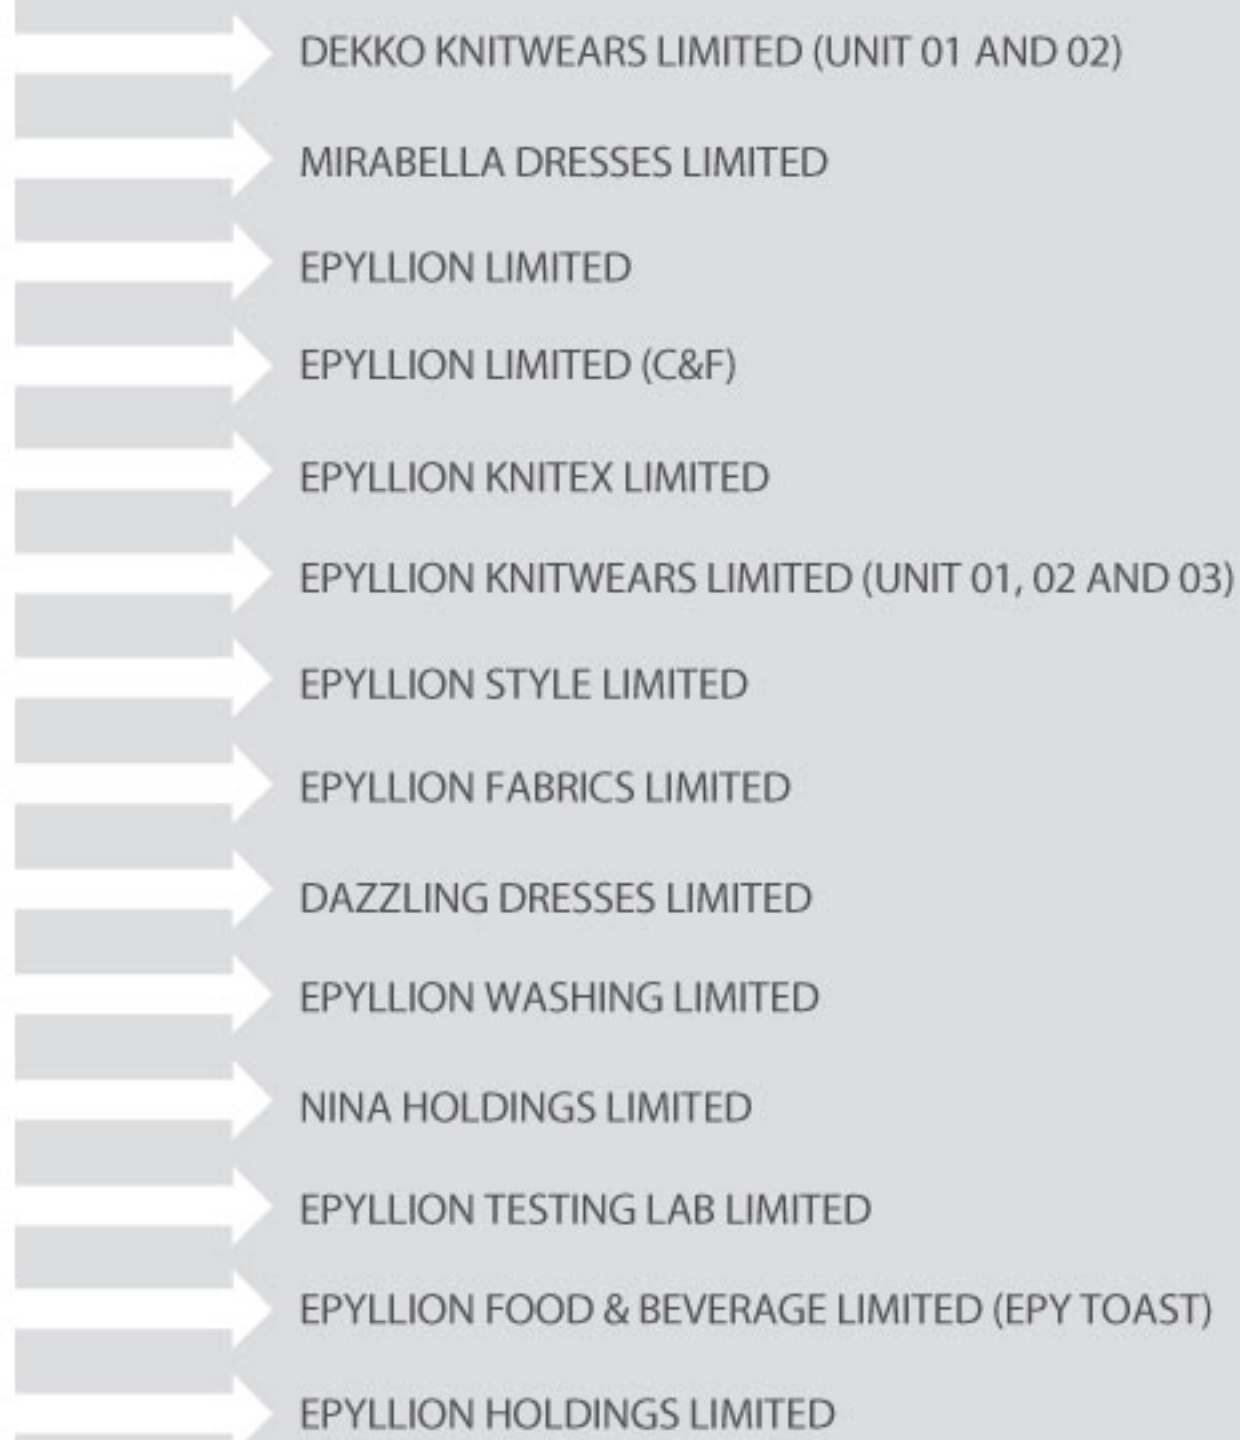 DEKKO KNITWEARS LIMITED (UNIT 01 AND 02)
MIRABELLA DRESSES LIMITED
EPYLLION LIMITED
EPYLLION LIMITED (C&F)
EPYLLION KNITEX LIMITED
EPYLLION KNITWEARS LIMITED (UNIT 01, 02 AND 03)
EPYLLION STYLE LIMITED
EPYLLION FABRICS LIMITED
DAZZLING DRESSES LIMITED
EPYLLION WASHING LIMITED
NINA HOLDINGS LIMITED
EPYLLION TESTING LAB LIMITED
EPYLLION FOOD & BEVERAGE LIMITED (EPY TOAST)
EPYLLION HOLDINGS LIMITED